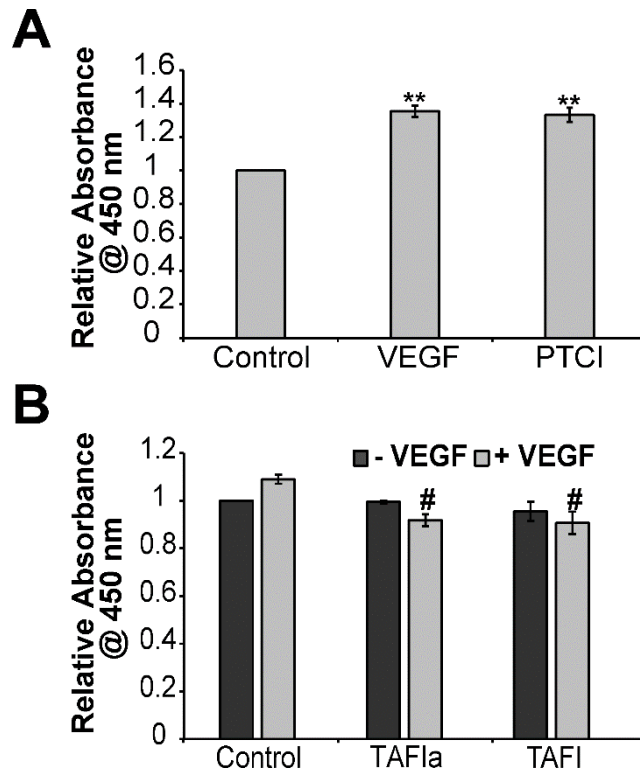 A
Relative Absorbance
@ 450 nm
1.6
1.4
1.2
1
0.8
0.6
0.4
0.2
0
** **
Control VEGF PTCI
B
Relative Absorbance
@ 450 nm
1.2
1
0.8
0.6
0.4
0.2
0
- VEGF + VEGF
# #
Control TAFIa TAFI